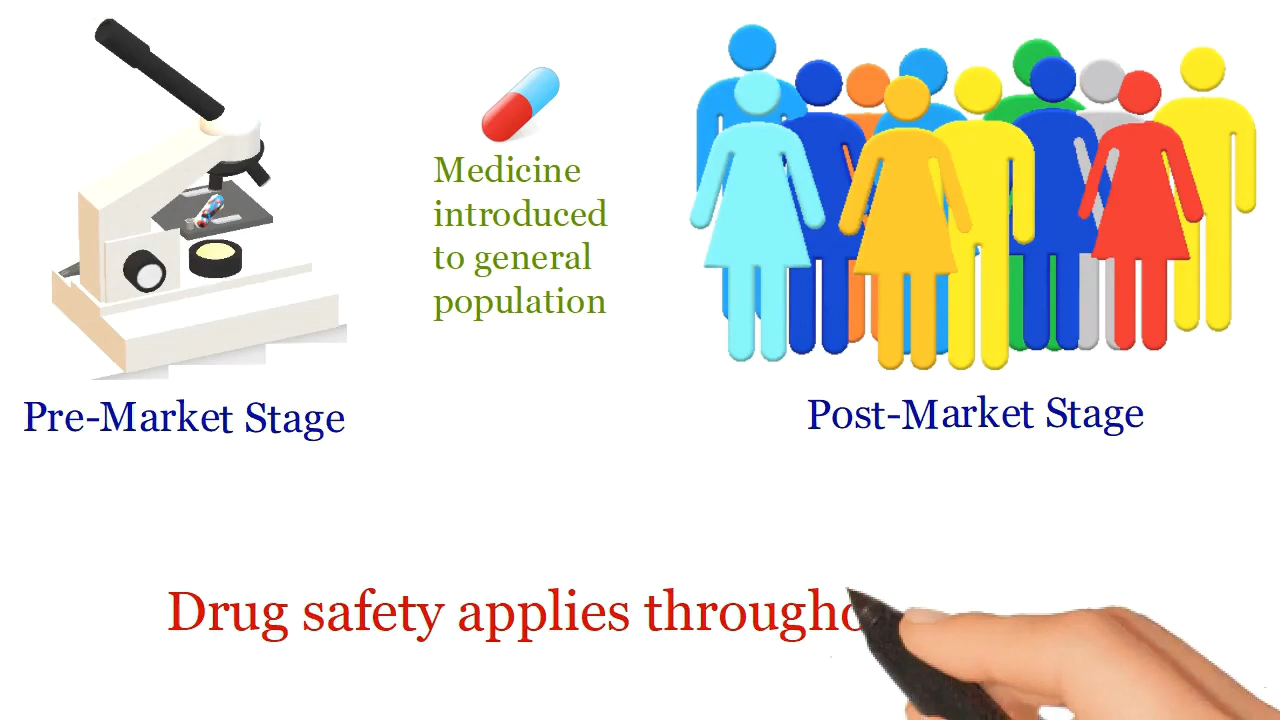 Medicine
introduced
to general
population
Pre-Market Stage
Post-Market Stage
Drug safety applies througho